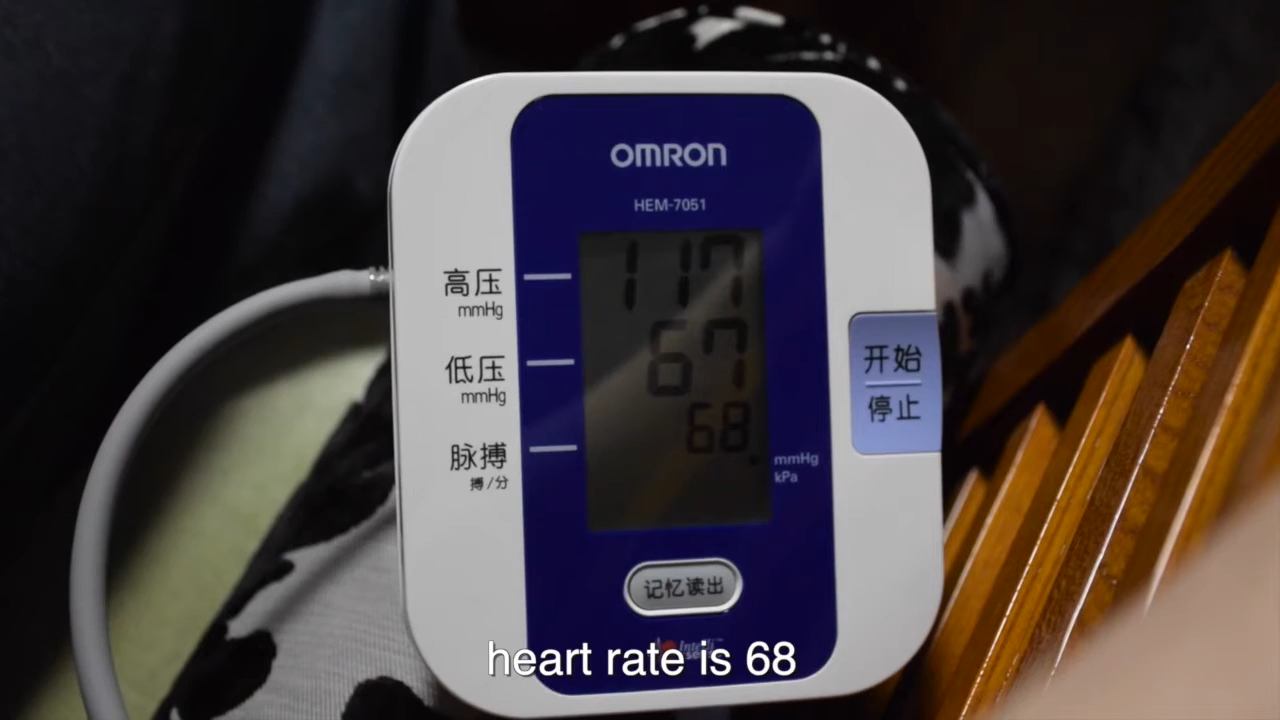 OMRON
HEM-7051
117
高压
mmHg
67
低压
mmHg
68
脉搏
搏/分
mmHg
kPa
开始
停止
记忆读出
Intelli
heart rate is 68